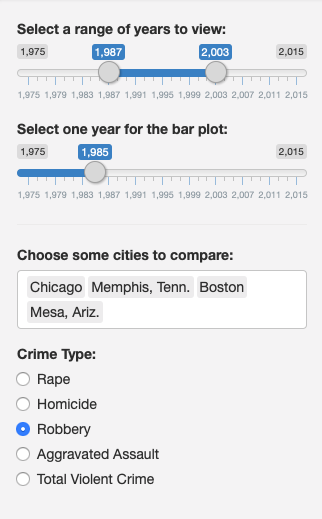 Select a range of years to view:
1,975 1,987 2,003 2,015
1,975 1979 1,983 1,987 1,991 1,995 1,999 2,003 2,007 2,011 2,015
Select one year for the bar plot:
1,975 1,985 2,015
1,975 1979 1,983 1,987 1,991 1,995 1,999 2,003 2,007 2,011 2,015
Choose some cities to compare:
Chicago Memphis, Tenn. Boston
Mesa, Ariz.
Crime Type:
Rape
Homicide
Robbery
Aggravated Assault
Total Violent Crime